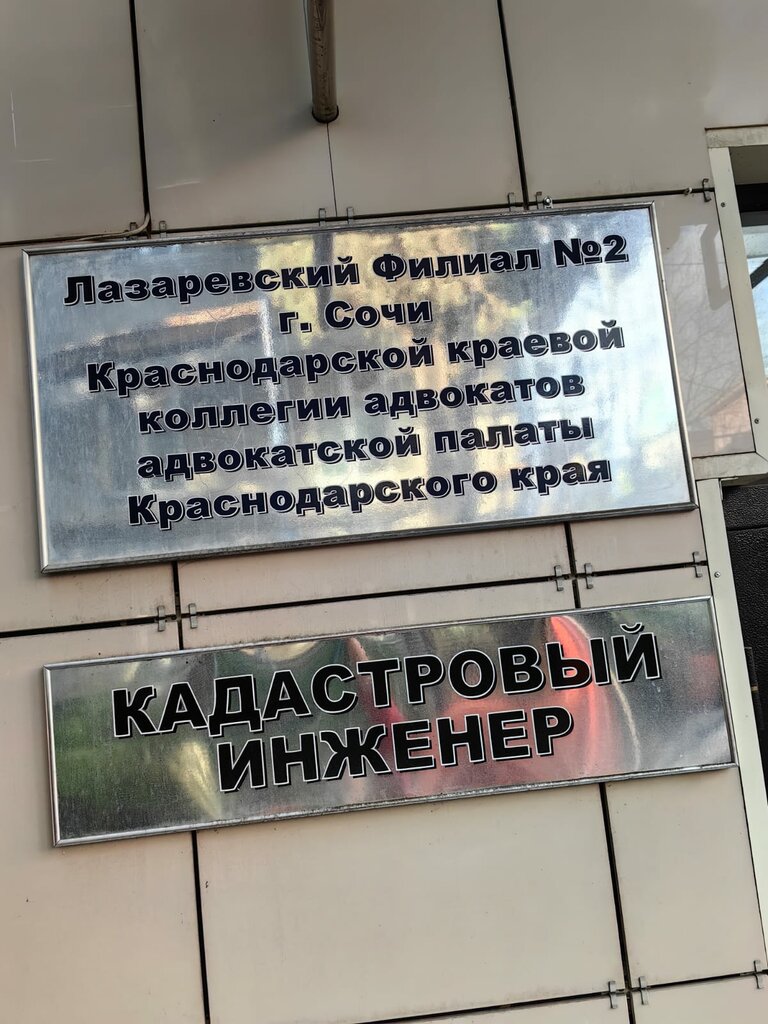 Лазаревский Филиал №2
г. Сочи
Краснодарской краевой
коллегии адвокатов
адвокатской палаты
Краснодарского края
КАДАСТРОВЫЙ
ИНЖЕНЕР